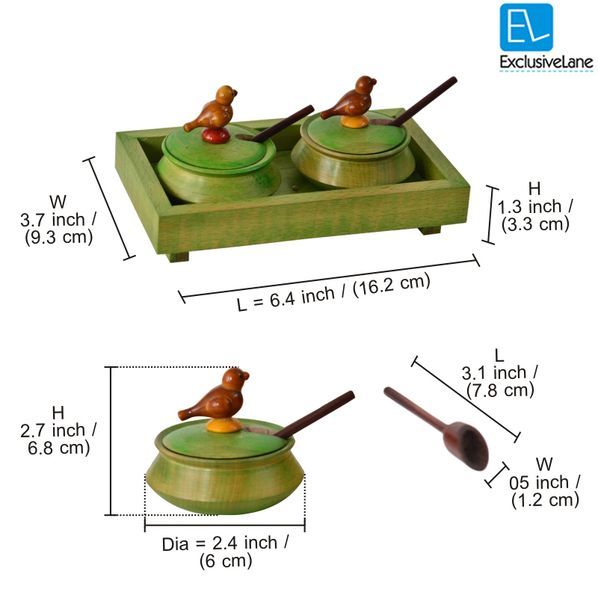 EL
ExclusiveLane
W
3.7 inch /
(9.3 cm)
H
1.3 inch/
(3.3 cm)
L = 6.4 inch / (16.2 cm)
H
2.7 inch /
6.8 cm)
Dia = 2.4 inch /
(6 cm)
L
3.1 inch /
(7.8 cm)
W
05 inch /
(1.2 cm)